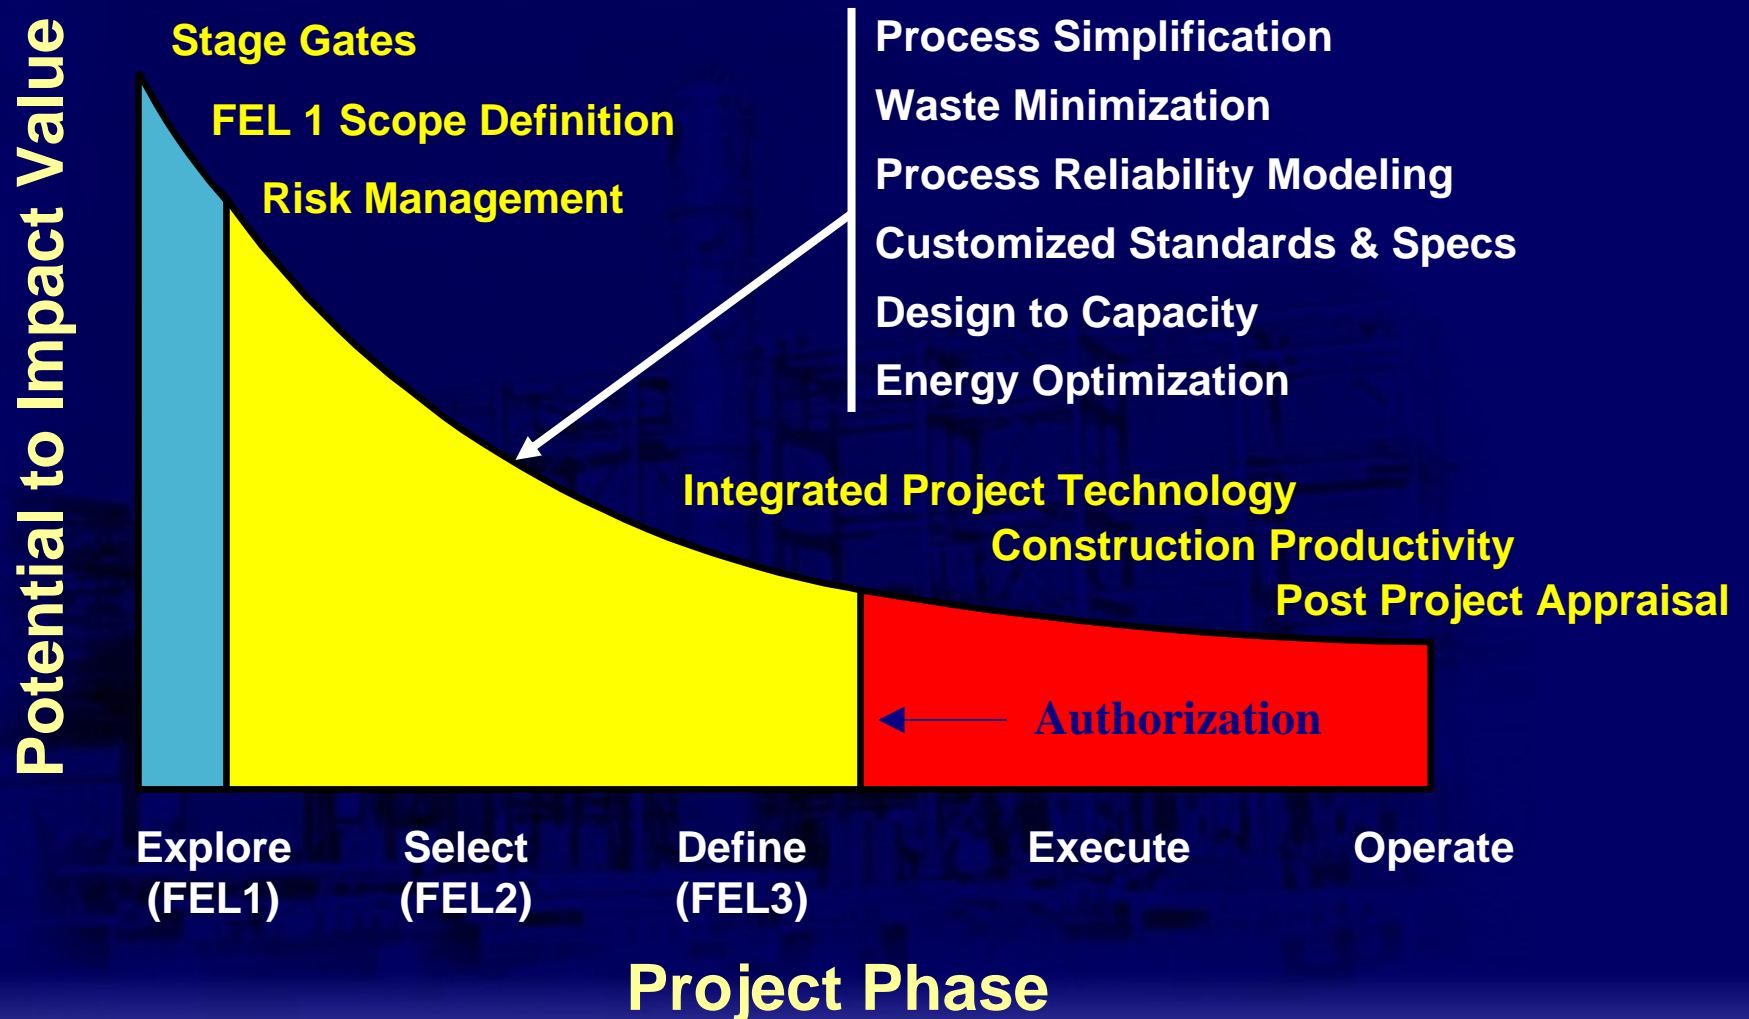 Potential to Impact Value
Stage Gates
FEL 1 Scope Definition
Risk Management
Process Simplification
Waste Minimization
Process Reliability Modeling
Customized Standards & Specs
Design to Capacity
Energy Optimization
Integrated Project Technology
Construction Productivity
Post Project Appraisal
Authorization
Explore
(FEL1)
Select
(FEL2)
Define
(FEL3)
Execute
Operate
Project Phase